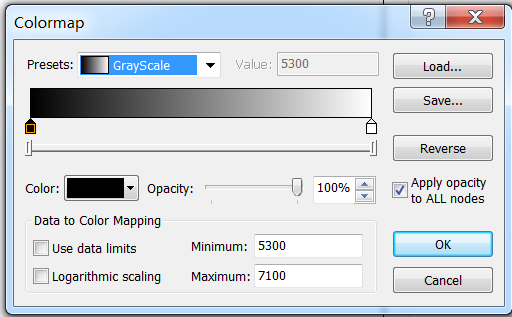 Colormap
?
Presets: GrayScale Value: 5300 Load...
Save...
Reverse
Color: Opacity: 100% Apply opacity
to ALL nodes
Data to Color Mapping
Use data limits Minimum: 5300 OK
Logarithmic scaling Maximum: 7100 Cancel